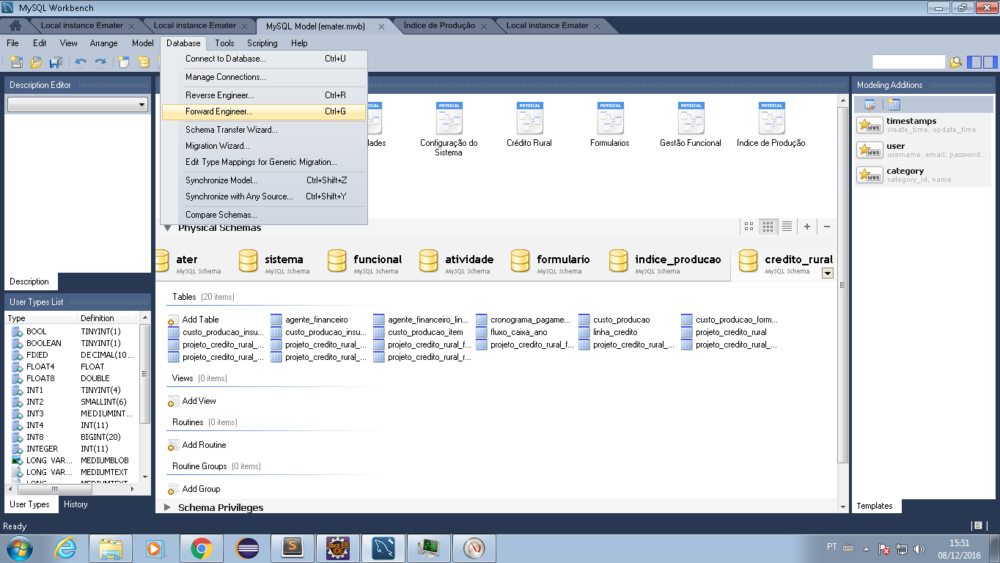 MySQL Workbench
Local instance Emater
Local instance Emater
MySQL Model (emater.mwb)
Índice de Produção
Local instance Emater
File Edit View Arrange Model Database Tools Scripting Help
Connect to Database... Ctrl+U
Manage Connections...
Reverse Engineer... Ctrl+R
Forward Engineer... Ctrl+G
Schema Transfer Wizard...
Migration Wizard...
Edit Type Mappings for Generic Migration...
Synchronize Model... Ctrl+Shift+Z
Synchronize with Any Source... Ctrl+Shift+Y
Compare Schemas...
Description Editor
Description
User Types List
Type Definition
BOOL TINYINT(1)
BOOLEAN TINYINT(1)
FIXED DECIMAL(10...
FLOAT4 FLOAT
FLOAT8 DOUBLE
INT1 TINYINT(4)
INT2 SMALLINT(6)
INT3 MEDIUMINT...
INT4 INT(11)
INT8 BIGINT(20)
INTEGER INT(11)
LONG VAR... MEDIUMBLOB
LONG VAR... MEDIUMTEXT
LONG MEDIUMTEXT
User Types History
Ready
PHYSICAL PHYSICAL PHYSICAL PHYSICAL PHYSICAL
dades
Configuração do
Sistema
Crédito Rural
Formularios
Gestão Funcional
Índice de Produção
Physical Schemas
ater
MySQL Schema
sistema
MySQL Schema
funcional
MySQL Schema
atividade
MySQL Schema
formulario
MySQL Schema
indice_producao
MySQL Schema
credito_rural
MySQL Schema
Tables (20 items)
Add Table agente_financeiro agente_financeiro_lin... cronograma_pagame... custo_producao custo_producao_form...
custo_producao_insu... custo_producao_insu... custo_producao_item fluxo_caixa_ano linha_credito projeto_credito_rural
projeto_credito_rural_... projeto_credito_rural_... projeto_credito_rural_f... projeto_credito_rural_f... projeto_credito_rural_... projeto_credito_rural_...
projeto_credito_rural_... projeto_credito_rural_... projeto_credito_rural_r...
Views (0 items)
Add View
Routines (0 items)
Add Routine
Routine Groups (0 items)
Add Group
Schema Privileges
Modeling Additions
MWB
timestamps
create_time, update_time
MWB
user
username, email, password...
MWB
category
category_id, name
Templates
Java EE
IDE
PT
15:51
08/12/2016